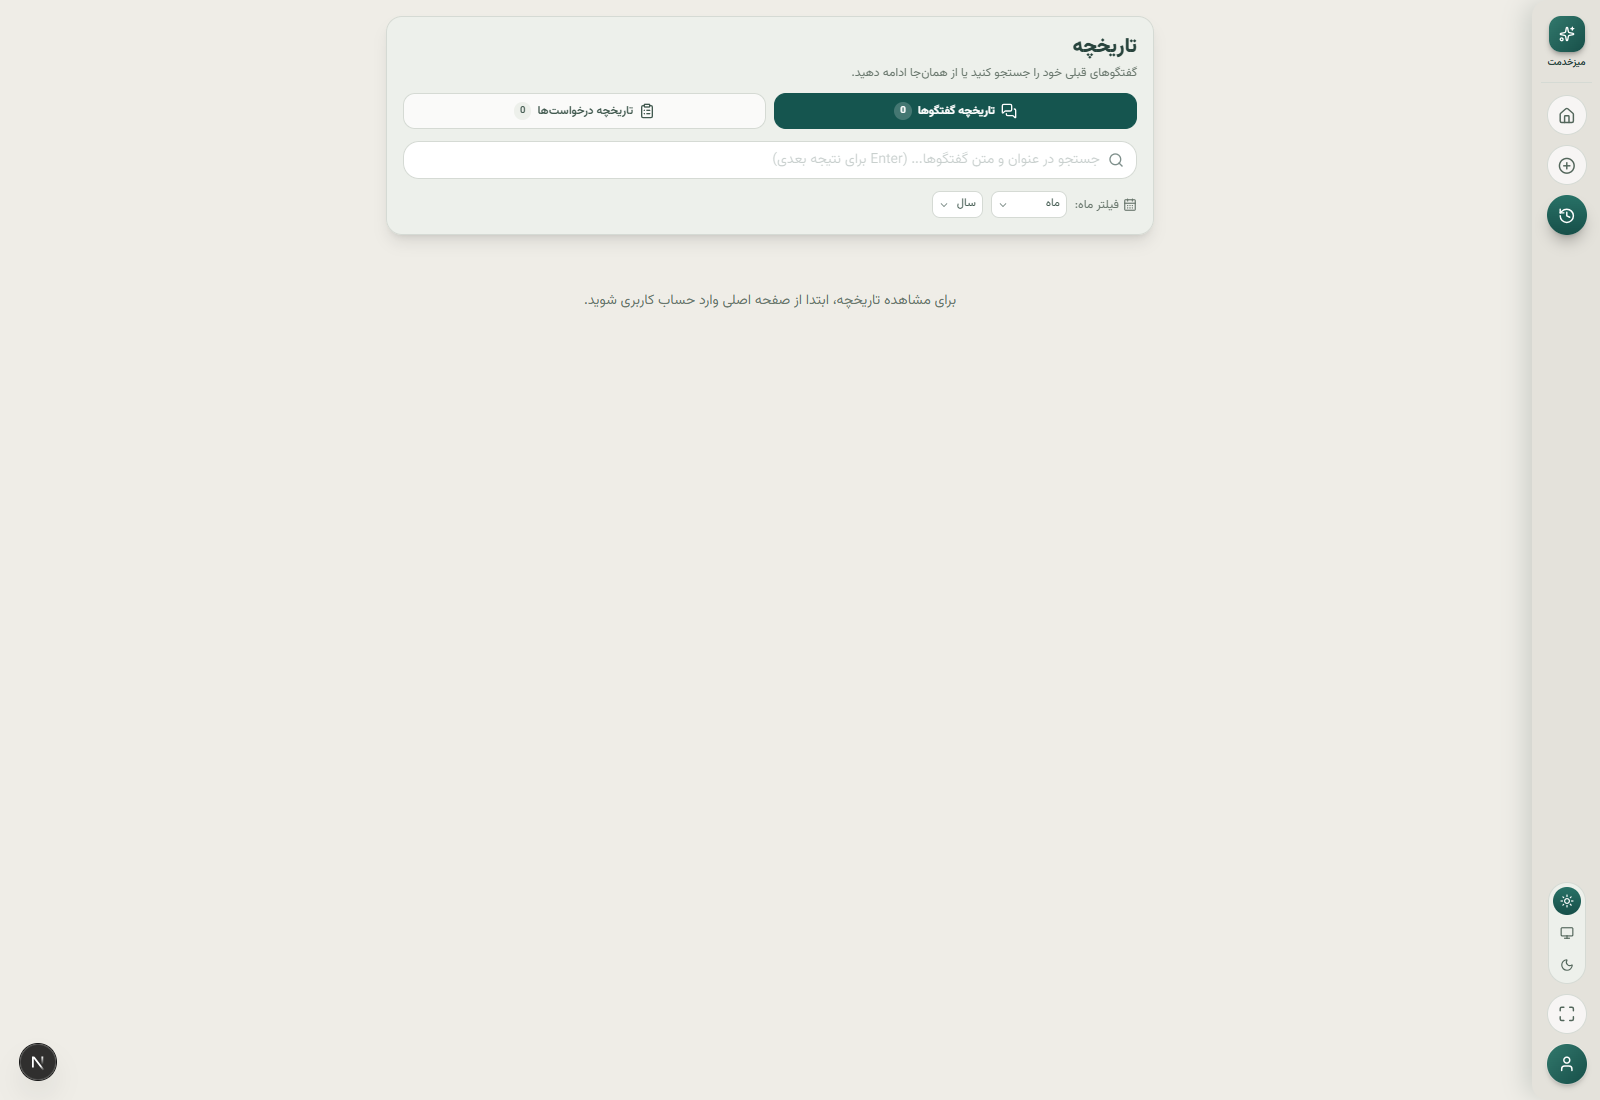 میزخدمت
تاریخچه
گفتگوهای قبلی خود را جستجو کنید یا از همان‌جا ادامه دهید.
تاریخچه گفتگوها 0
تاریخچه درخواست‌ها 0
جستجو در عنوان و متن گفتگوها... (Enter برای نتیجه بعدی)
فیلتر ماه: ماه سال
برای مشاهده تاریخچه، ابتدا از صفحه اصلی وارد حساب کاربری شوید.
N